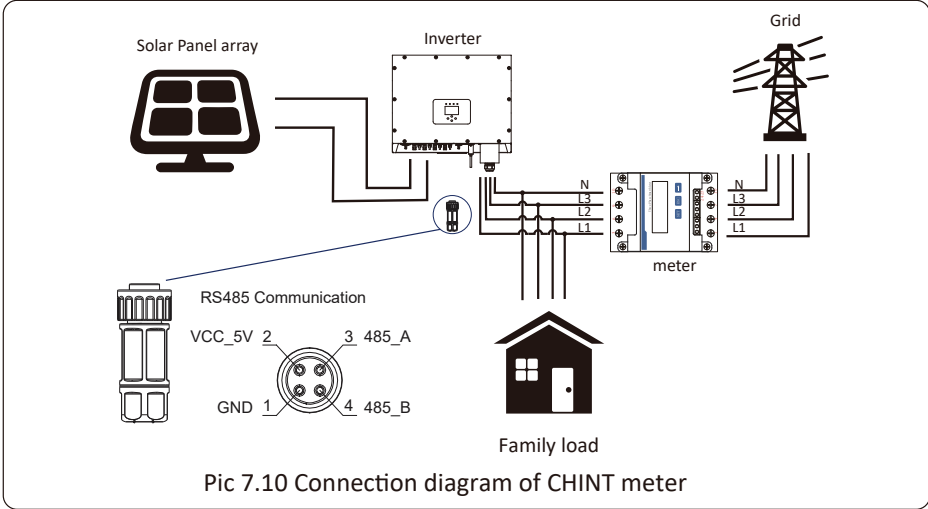 Grid
Solar Panel array
Inverter
N
L3
L2
L1
N
L3
L2
L1
meter
RS485 Communication
VCC_5V 2
3 485_A
GND 1
4 485_B
Family load
Pic 7.10 Connection diagram of CHINT meter